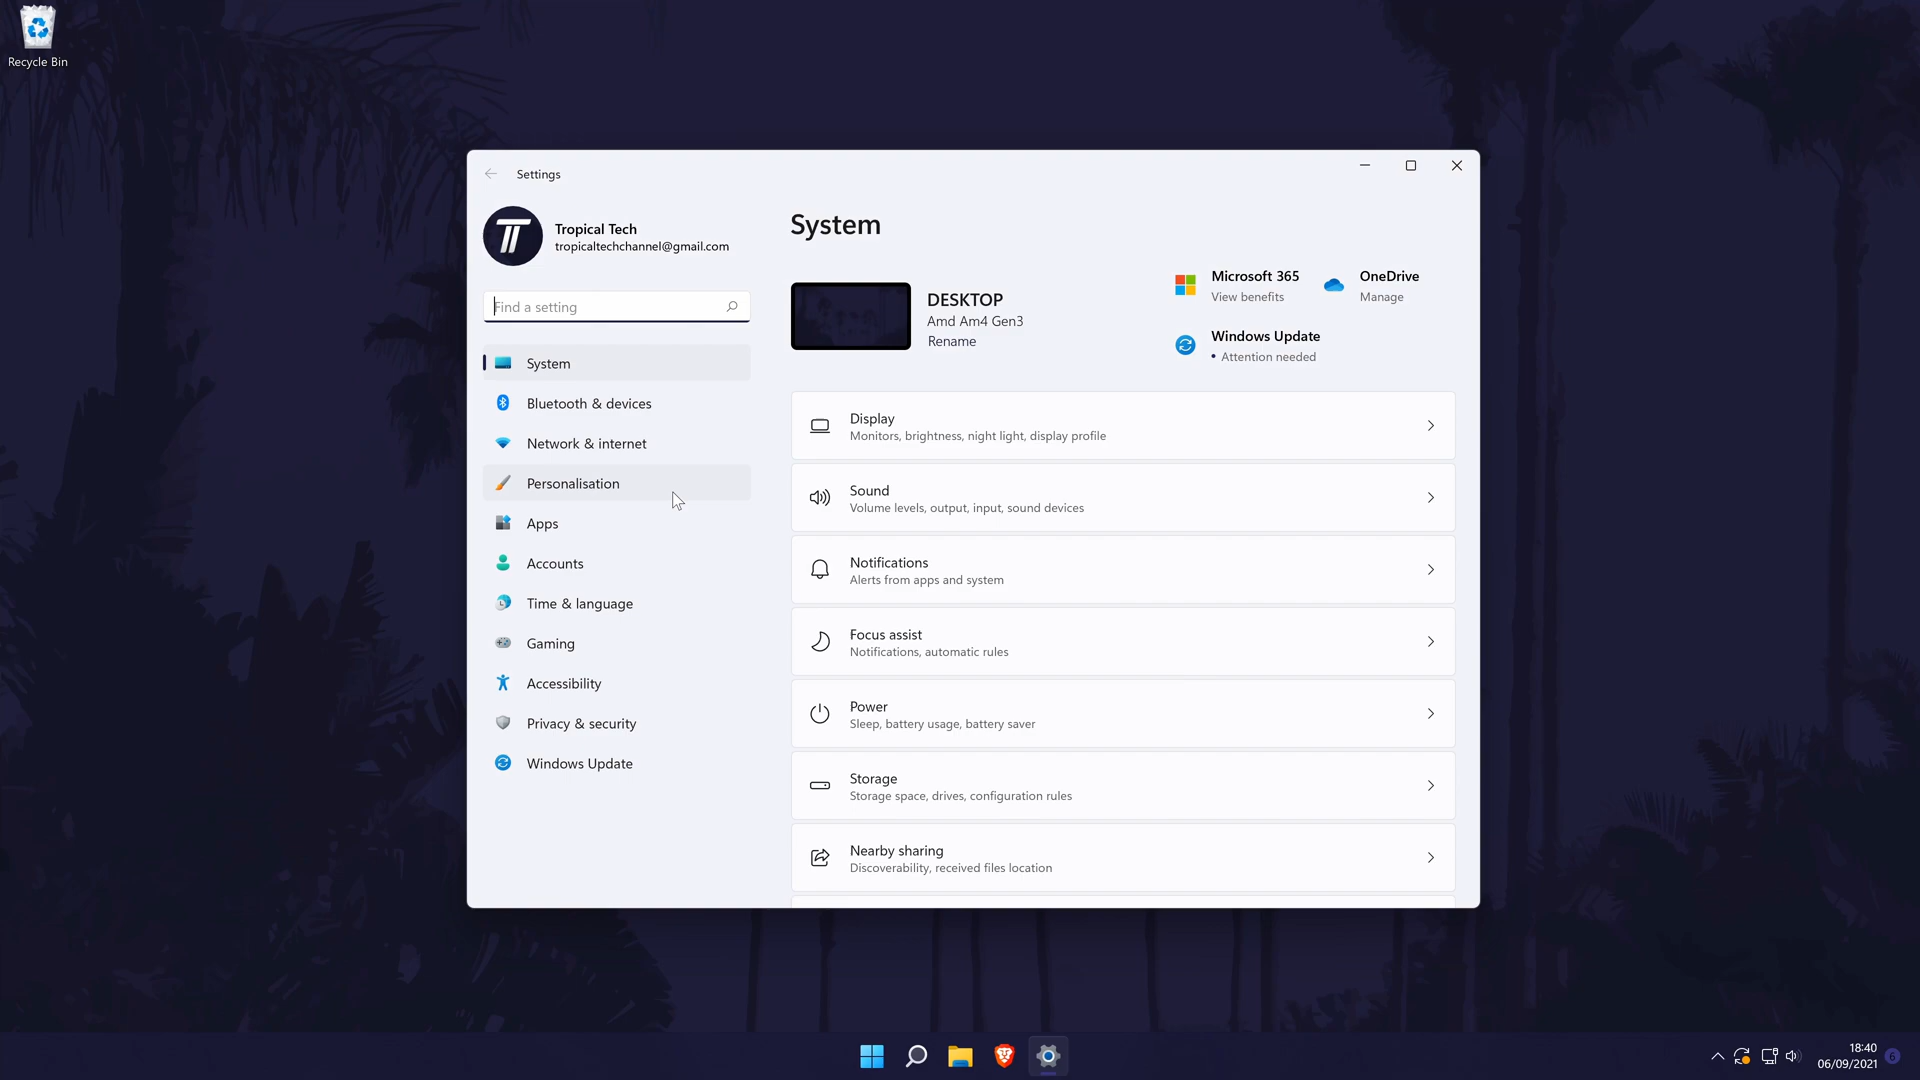 Recycle Bin
Settings
Tropical Tech
tropicaltechchannel@gmail.com
Find a setting
System
Bluetooth & devices
Network & internet
Personalisation
Apps
Accounts
Time & language
Gaming
Accessibility
Privacy & security
Windows Update
System
DESKTOP
Amd Am4 Gen3
Rename
Microsoft 365
View benefits
OneDrive
Manage
Windows Update
• Attention needed
Display
Monitors, brightness, night light, display profile
Sound
Volume levels, output, input, sound devices
Notifications
Alerts from apps and system
Focus assist
Notifications, automatic rules
Power
Sleep, battery usage, battery saver
Storage
Storage space, drives, configuration rules
Nearby sharing
Discoverability, received files location
18:40
06/09/2021
6